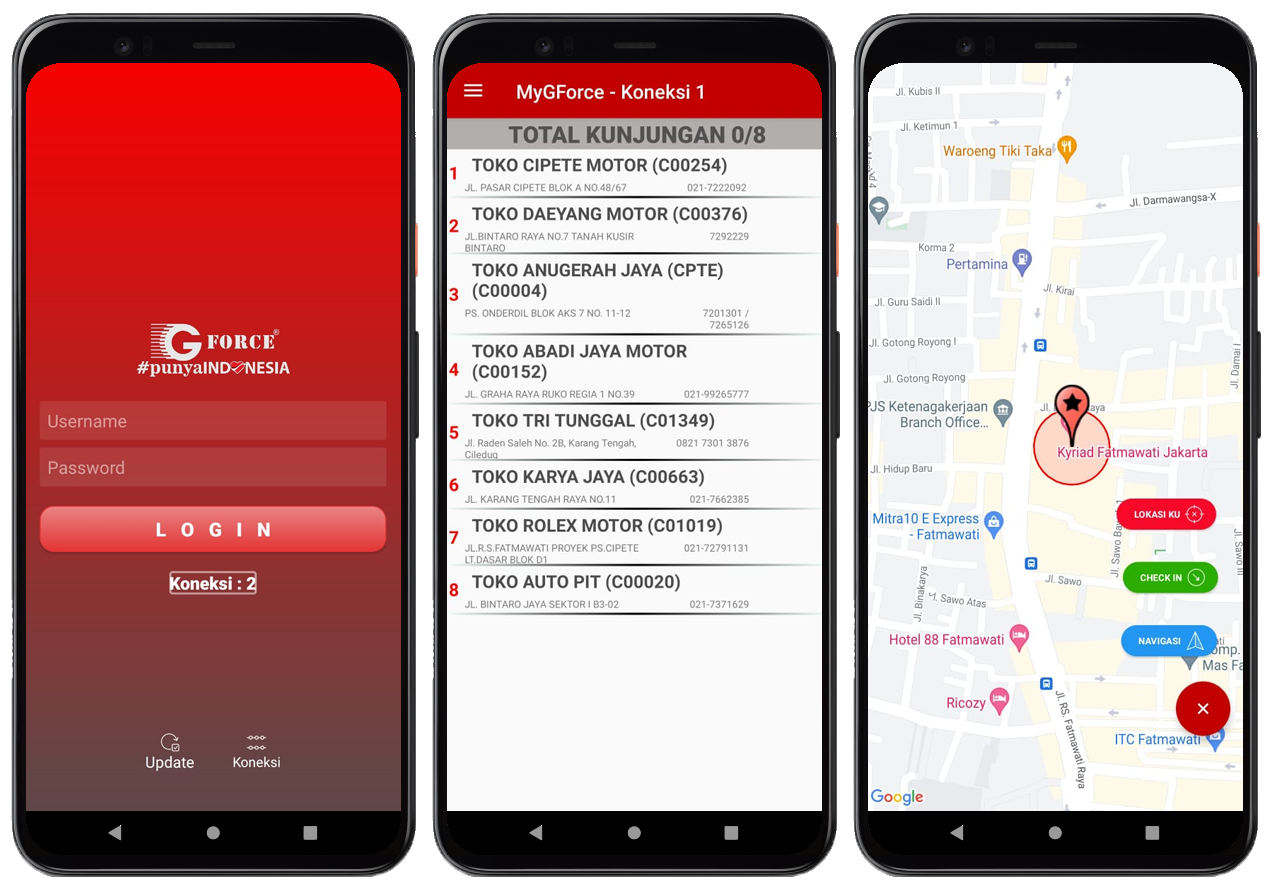 G FORCE®
#punyaINDONESIA
Username
Password
LOGIN
Koneksi : 2
Update
Koneksi
MyGForce - Koneksi 1
TOTAL KUNJUNGAN 0/8
1
TOKO CIPETE MOTOR (C00254)
JL. PASAR CIPETE BLOK A NO.48/67
021-7222092
2
TOKO DAEYANG MOTOR (C00376)
JL.BINTARO RAYA NO.7 TANAH KUSIR
BINTARO
7292229
3
TOKO ANUGERAH JAYA (CPTE)
(C00004)
PS. ONDERDIL BLOK AKS 7 NO. 11-12
7201301 /
7265126
4
TOKO ABADI JAYA MOTOR
(C00152)
JL. GRAHA RAYA RUKO REGIA 1 NO.39
021-99265777
5
TOKO TRI TUNGGAL (C01349)
Jl. Raden Saleh No. 2B, Karang Tengah,
Ciledug
0821 7301 3876
6
TOKO KARYA JAYA (C00663)
JL. KARANG TENGAH RAYA NO.11
021-7662385
7
TOKO ROLEX MOTOR (C01019)
JL.R.S.FATMAWATI PROYEK PS.CIPETE
LT.DASAR BLOK D1
021-72791131
8
TOKO AUTO PIT (C00020)
JL. BINTARO JAYA SEKTOR I B3-02
021-7371629
Jl. Kubis II
Jl. Ketimun 1
Waroeng Tiki Taka
Jl. Darmawangsa-X
Korma 2
Pertamina
Jl. Kirai
Jl. Guru Saidi II
Jl. Gotong Royong I
Jl. Damai I
Jl. Gotong Royong
PJS Ketenagakerjaan
Branch Office...
Kyriad Fatmawati Jakarta
Jl. Hidup Baru
LOKASI KU
Mitra10 E Express
- Fatmawati
CHECK IN
Jl. Sawo
Jl. Binakarya
Sawo Atas
Hotel 88 Fatmawati
NAVIGASI
Mas Fa
Ricozy
Jl. RS. Fatmawati Raya
ITC Fatmawati
Google